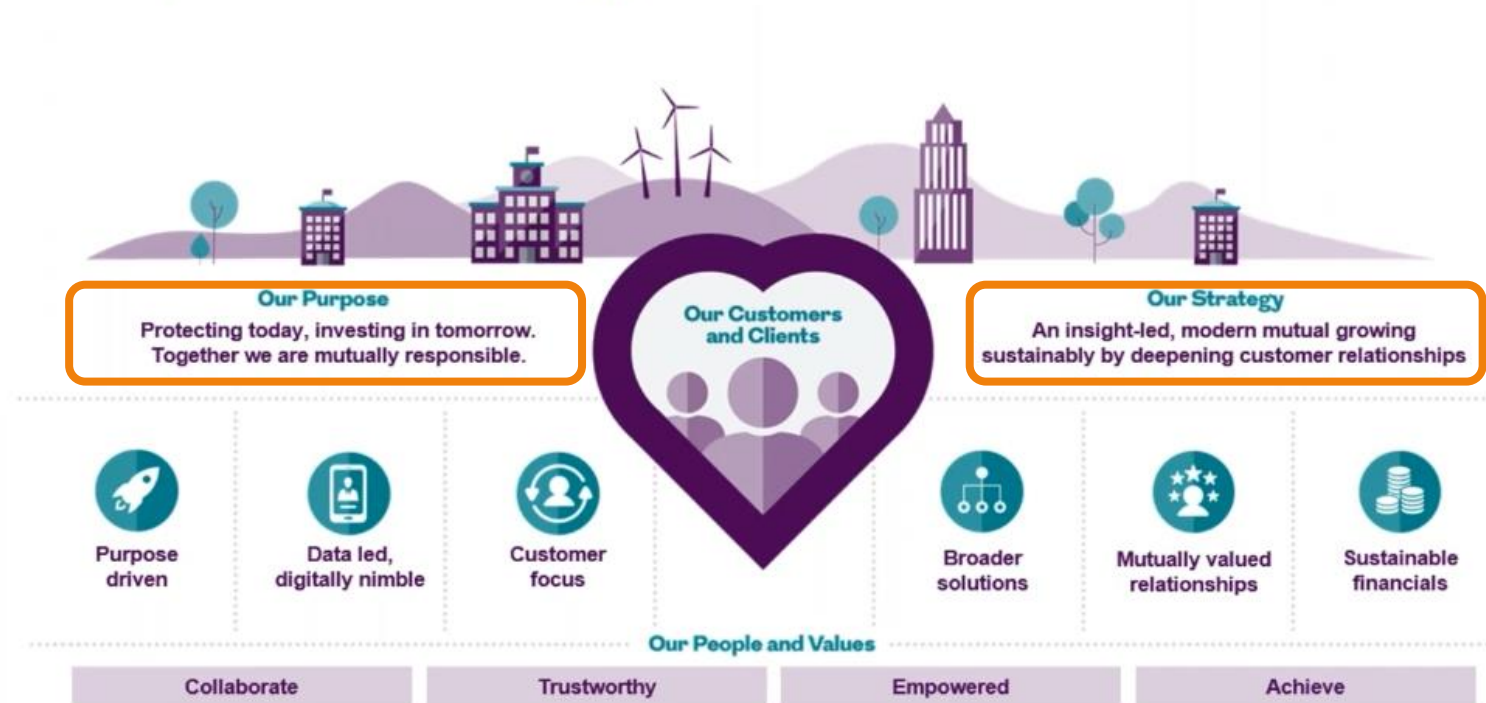 Our Purpose
Protecting today, investing in tomorrow.
Together we are mutually responsible.
Our Customers
and Clients
Our Strategy
An insight-led, modern mutual growing
sustainably by deepening customer relationships
Purpose
driven
Data led,
digitally nimble
Customer
focus
Broader
solutions
Mutually valued
relationships
Sustainable
financials
Our People and Values
Collaborate
Trustworthy
Empowered
Achieve